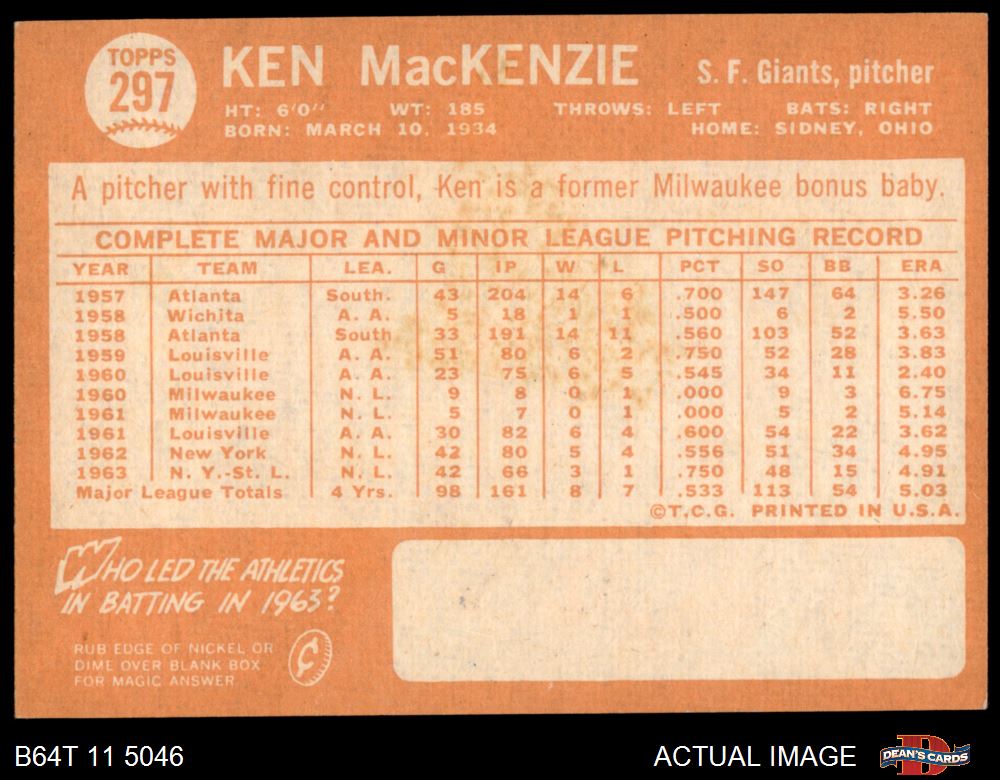 TOPPS
297
KEN MacKENZIE
S. F. Giants, pitcher
HT: 6'0" WT: 185 THROWS: LEFT BATS: RIGHT
BORN: MARCH 10, 1934 HOME: SIDNEY, OHIO
A pitcher with fine control, Ken is a former Milwaukee bonus baby.
COMPLETE MAJOR AND MINOR LEAGUE PITCHING RECORD
YEAR TEAM LEA. G IP W L PCT SO BB ERA
1957 Atlanta South. 43 204 14 6 .700 147 64 3.26
1958 Wichita A. A. 5 18 1 1 .500 6 2 5.50
1958 Atlanta South 33 191 14 11 .560 103 52 3.63
1959 Louisville A. A. 51 80 6 2 .750 52 28 3.83
1960 Louisville A. A. 23 75 6 5 .545 34 11 2.40
1960 Milwaukee N. L. 9 8 0 1 .000 9 3 6.75
1961 Milwaukee N. L. 5 7 0 1 .000 5 2 5.14
1961 Louisville A. A. 30 82 6 4 .600 54 22 3.62
1962 New York N. L. 42 80 5 4 .556 51 34 4.95
1963 N. Y.-St. L. N. L. 42 66 3 1 .750 48 15 4.91
Major League Totals 4 Yrs. 98 161 8 7 .533 113 54 5.03
©T.C.G. PRINTED IN U.S.A.
WHO LED THE ATHLETICS
IN BATTING IN 1963?
RUB EDGE OF NICKEL OR
DIME OVER BLANK BOX
FOR MAGIC ANSWER
¢
B64T 11 5046
ACTUAL IMAGE
D
DEAN'S CARDS